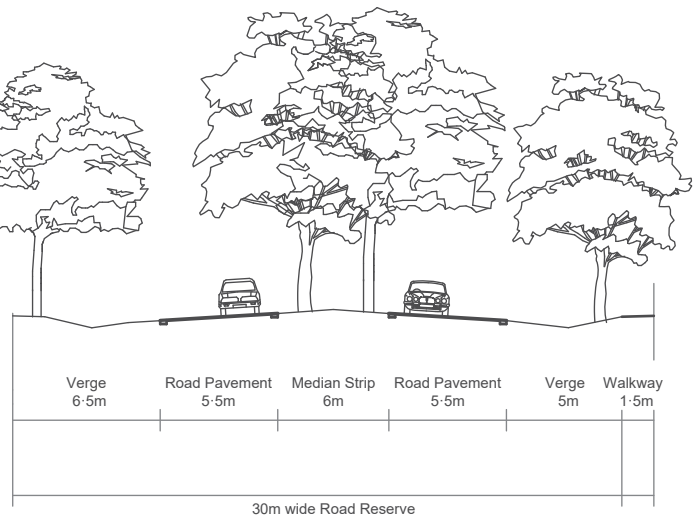 Verge
6·5m
Road Pavement
5·5m
Median Strip
6m
Road Pavement
5·5m
Verge
5m
Walkway
1·5m
30m wide Road Reserve